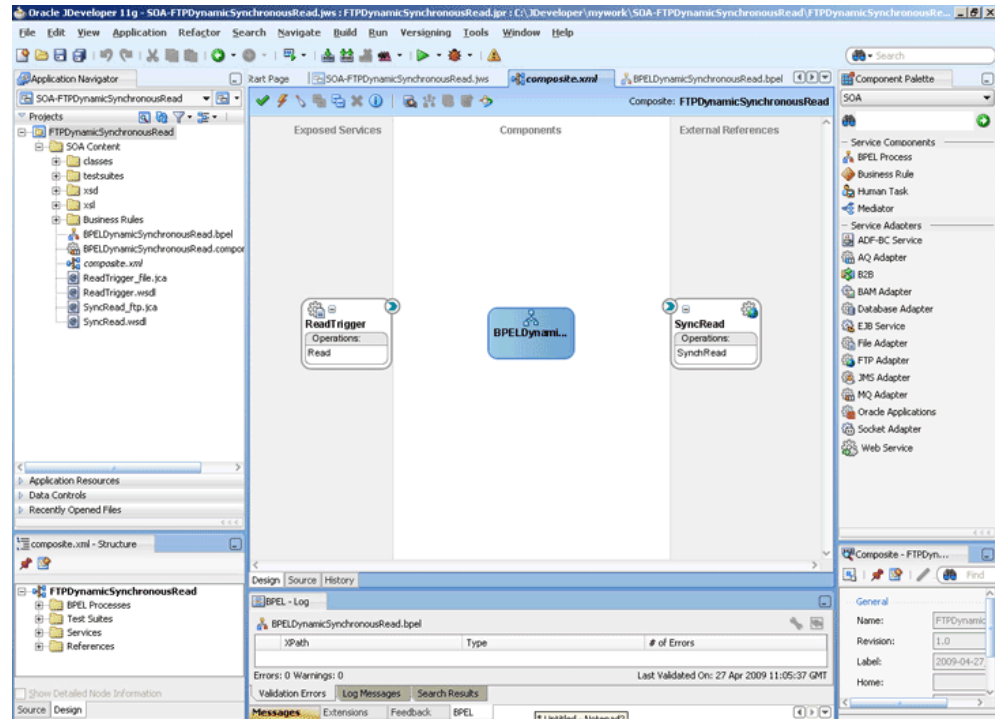 Oracle JDeveloper 11g - SOA-FTPDynamicSynchronousRead.jws : FTPDynamicSynchronousRead.jpr : C:\JDeveloper\mywork\SOA-FTPDynamicSynchronousRead\FTPDynamicSynchronousRe...
File Edit View Application Refactor Search Navigate Build Run Versioning Tools Window Help
Search
Application Navigator
SOA-FTPDynamicSynchronousRead
Projects
FTPDynamicSynchronousRead
SOA Content
classes
testsuites
xsd
xsl
Business Rules
BPELDynamicSynchronousRead.bpel
BPELDynamicSynchronousRead.compor
composite.xml
ReadTrigger_file.jca
ReadTrigger.wsdl
SyncRead_ftp.jca
SyncRead.wsdl
Application Resources
Data Controls
Recently Opened Files
composite.xml - Structure
FTPDynamicSynchronousRead
BPEL Processes
Test Suites
Services
References
Show Detailed Node Information
Source Design
tart Page SOA-FTPDynamicSynchronousRead.jws composite.xml BPELDynamicSynchronousRead.bpel
Composite: FTPDynamicSynchronousRead
Exposed Services Components External References
ReadTrigger
Operations:
Read
BPELDynami...
SyncRead
Operations:
SynchRead
Design Source History
BPEL - Log
BPELDynamicSynchronousRead.bpel
XPath Type # of Errors
Errors: 0 Warnings: 0 Last Validated On: 27 Apr 2009 11:05:37 GMT
Validation Errors Log Messages Search Results
Messages Extensions Feedback BPEL
Component Palette
SOA
Service Components
BPEL Process
Business Rule
Human Task
Mediator
Service Adapters
ADF-BC Service
AQ Adapter
B2B
BAM Adapter
Database Adapter
EJB Service
File Adapter
FTP Adapter
JMS Adapter
MQ Adapter
Oracle Applications
Socket Adapter
Web Service
Composite - FTPDyn...
Find
General
Name: FTPDynamic
Revision: 1.0
Label: 2009-04-27
Home: